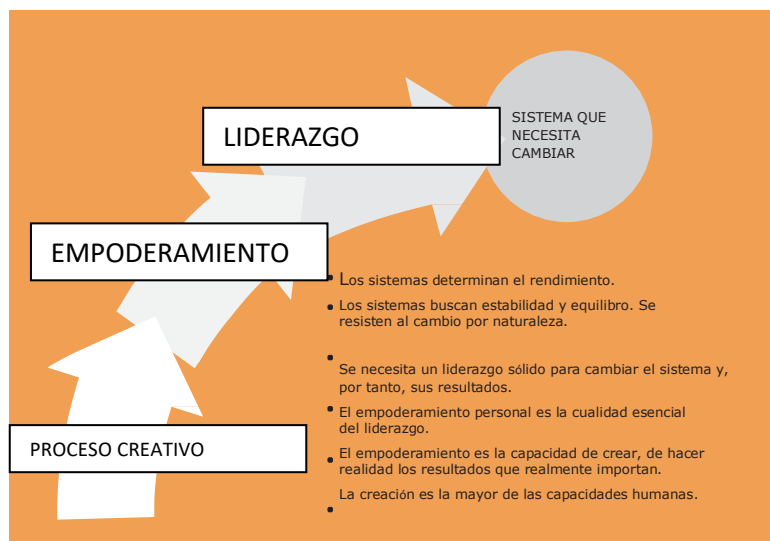 LIDERAZGO
SISTEMA QUE
NECESITA
CAMBIAR
EMPODERAMIENTO
• Los sistemas determinan el rendimiento.
• Los sistemas buscan estabilidad y equilibro. Se
resisten al cambio por naturaleza.
•
Se necesita un liderazgo sólido para cambiar el sistema y,
por tanto, sus resultados.
• El empoderamiento personal es la cualidad esencial
del liderazgo.
PROCESO CREATIVO
• El empoderamiento es la capacidad de crear, de hacer
realidad los resultados que realmente importan.
La creación es la mayor de las capacidades humanas.
•